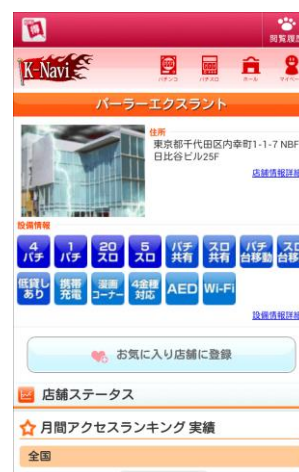 閲覧履
K-Navi
パチンコ
パチスロ
ホール
マイペー
パーラーエクスラント
住所
東京都千代田区内幸町1-1-7 NBF
日比谷ビル25F
店舗情報詳細
設備情報
4パチ 1パチ 20スロ 5スロ パチ共有 スロ共有 パチ台移動 スロ台移
低貸しあり 携帯充電 漫画コーナー 4金種対応 AED Wi-Fi
設備情報詳細
お気に入り店舗に登録
店舗ステータス
月間アクセスランキング 実績
全国